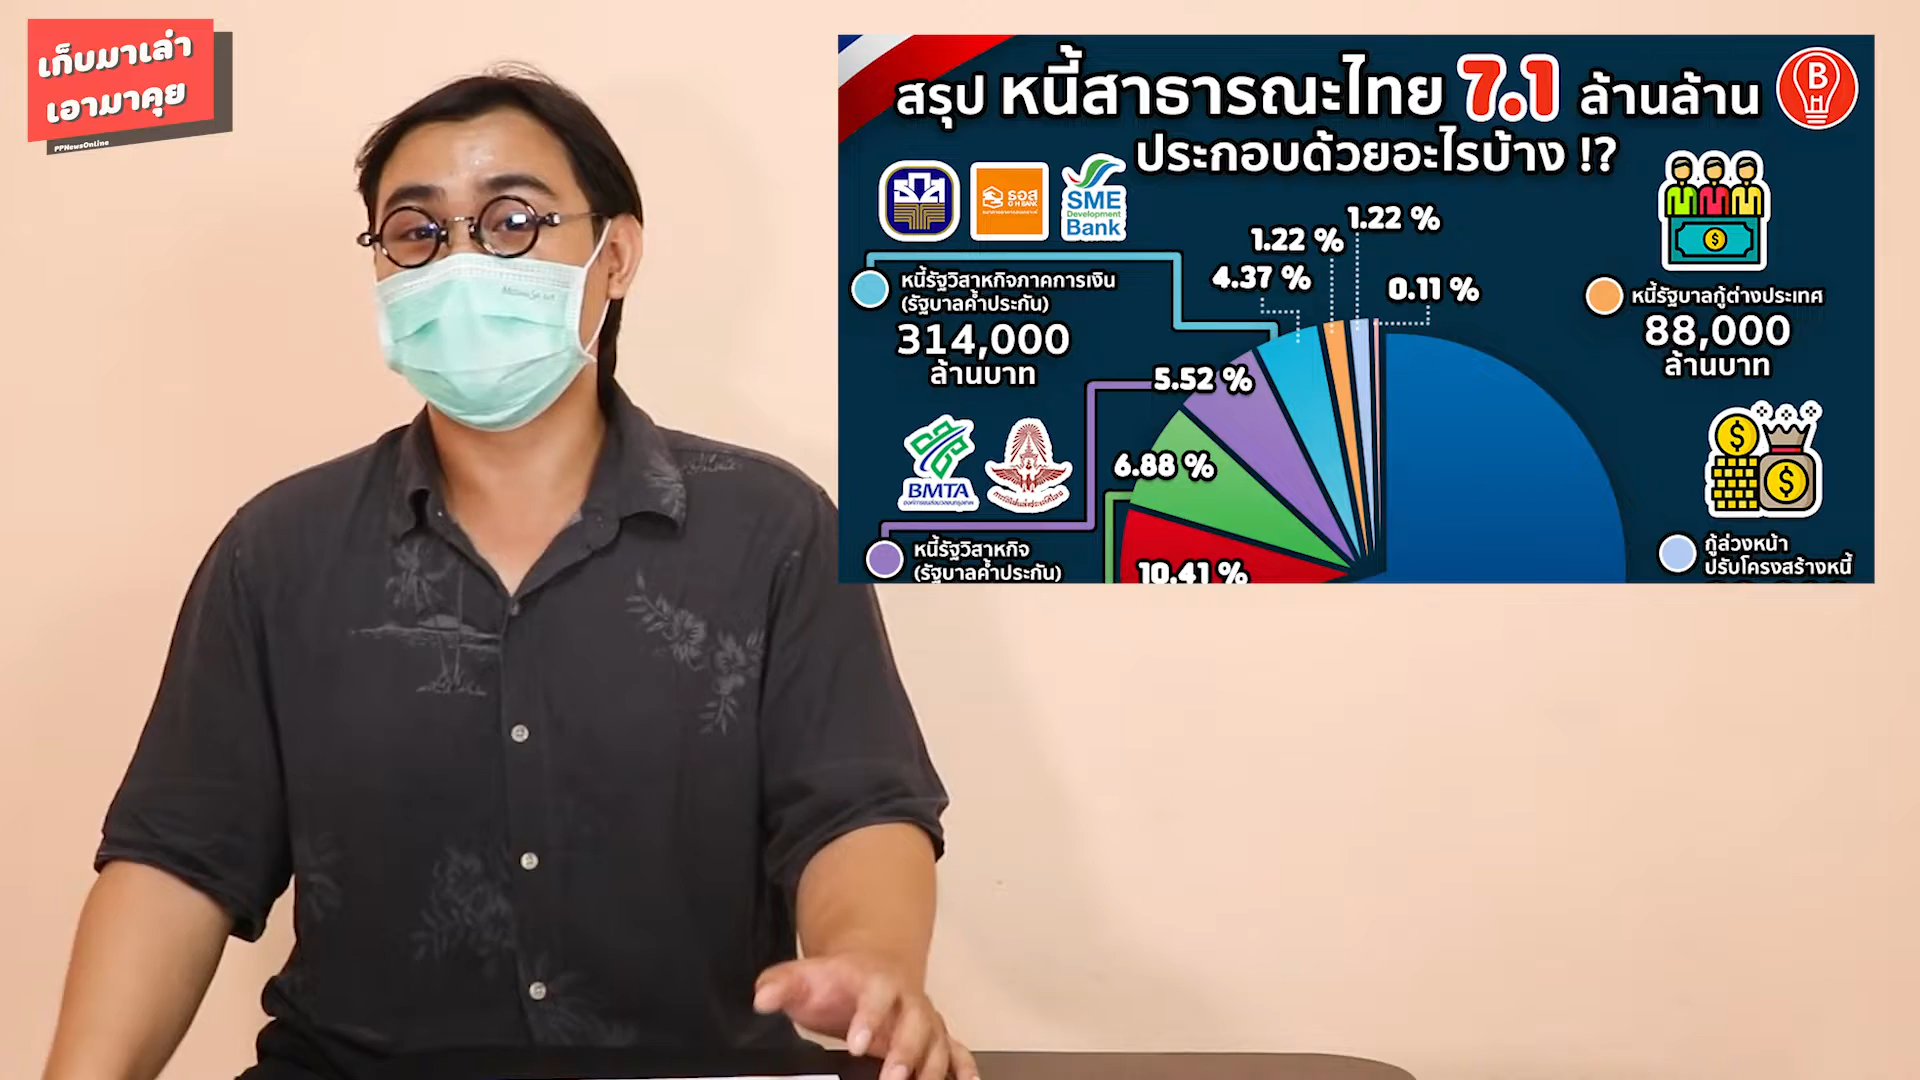 เก็บมาเล่า
เอามาคุย
PPNewsOnline
สรุป หนี้สาธารณะไทย 7.1 ล้านล้าน
ประกอบด้วยอะไรบ้าง !?
BH
ธอส
G H BANK
SME
Development
Bank
1.22 %
1.22 %
4.37 %
0.11 %
หนี้รัฐวิสาหกิจภาคการเงิน
(รัฐบาลค้ำประกัน)
314,000
ล้านบาท
หนี้รัฐบาลกู้ต่างประเทศ
88,000
ล้านบาท
5.52 %
6.88 %
BMTA
หนี้รัฐวิสาหกิจ
(รัฐบาลค้ำประกัน)
10.41 %
กู้ล่วงหน้า
ปรับโครงสร้างหนี้